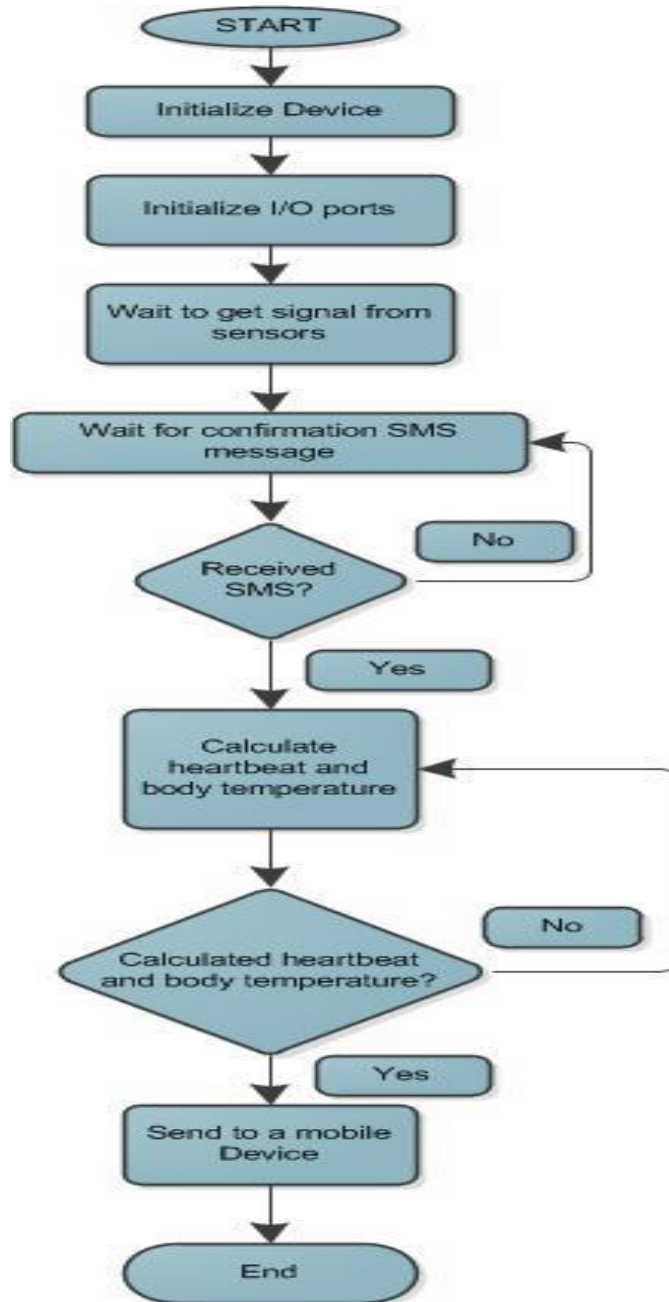 START
Initialize Device
Initialize I/O ports
Wait to get signal from
sensors
Wait for confirmation SMS
message
No
Received
SMS?
Yes
Calculate
heartbeat and
body temperature
No
Calculated heartbeat
and body temperature?
Yes
Send to a mobile
Device
End